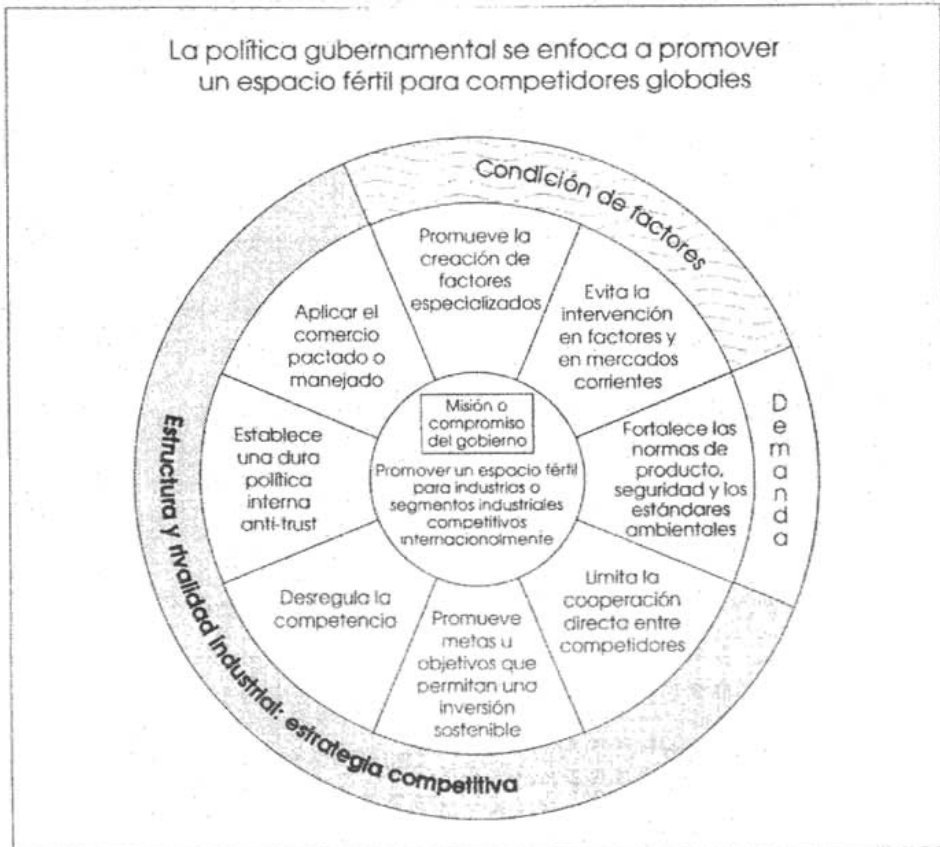 La política gubernamental se enfoca a promover
un espacio fértil para competidores globales
Condición de factores
Promueve la
creación de
factores
especializados
Evita la
intervención
en factores y
en mercados
corrientes
Demanda
Fortalece las
normas de
producto,
seguridad y los
estándares
ambientales
Limita la
cooperación
directa entre
competidores
Promueve
metas u
objetivos que
permitan una
inversión
sostenible
Desregula la
competencia
Establece
una dura
política
interna
anti-trust
Aplicar el
comercio
pactado o
manejado
Estructura y rivalidad industrial: estrategia competitiva
Misión o
compromiso
del gobierno
Promover un espacio fértil
para industrias o
segmentos industriales
competitivos
internacionalmente